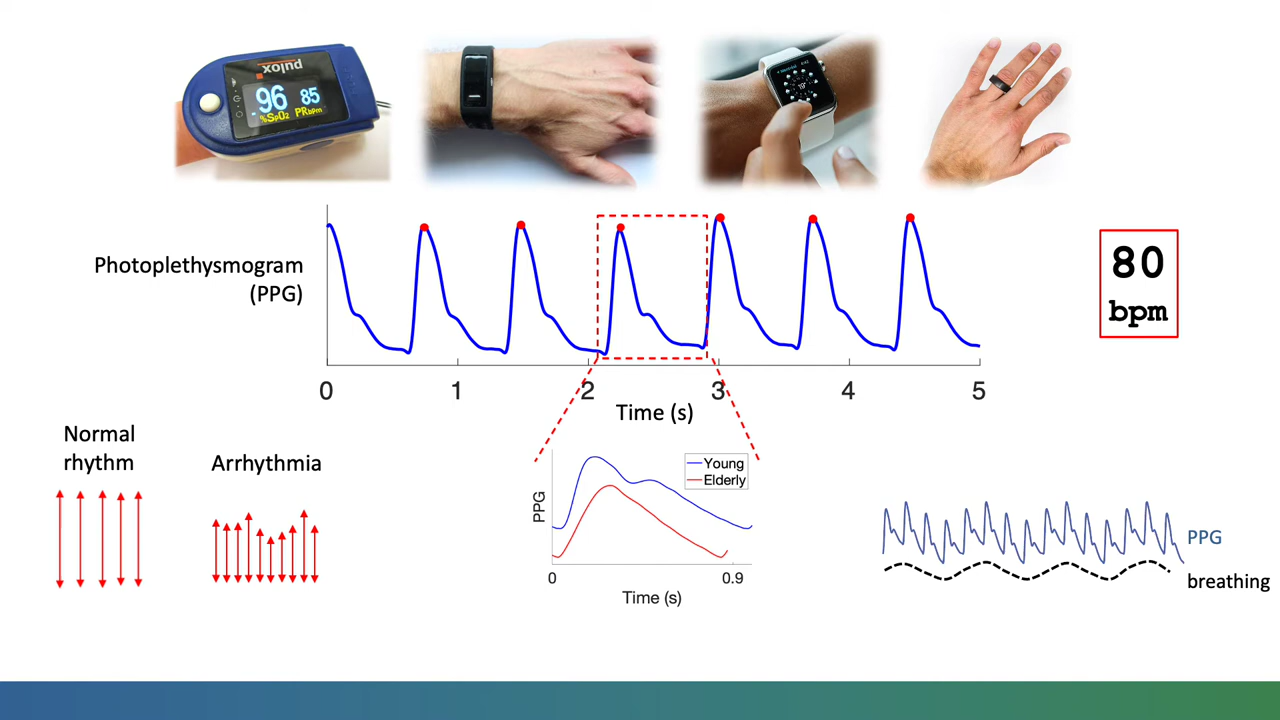 pulox
96 85
%SpO2 PRbpm
Photoplethysmogram
(PPG)
80
bpm
0 1 2 3 4 5
Time (s)
Normal
rhythm
Arrhythmia
PPG
Young
Elderly
0 0.9
Time (s)
PPG
breathing